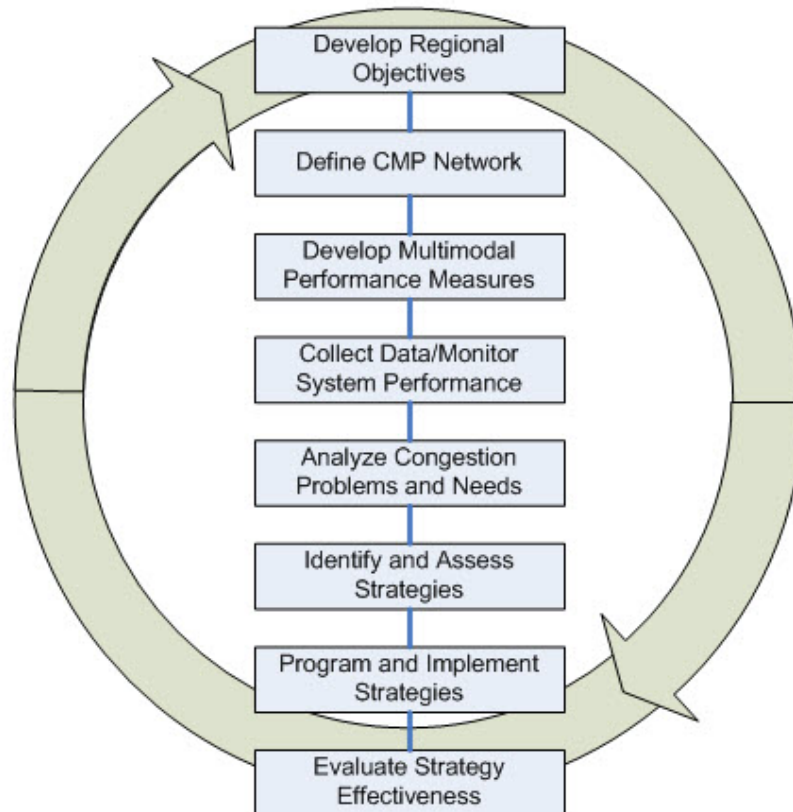 Develop Regional
Objectives
Define CMP Network
Develop Multimodal
Performance Measures
Collect Data/Monitor
System Performance
Analyze Congestion
Problems and Needs
Identify and Assess
Strategies
Program and Implement
Strategies
Evaluate Strategy
Effectiveness